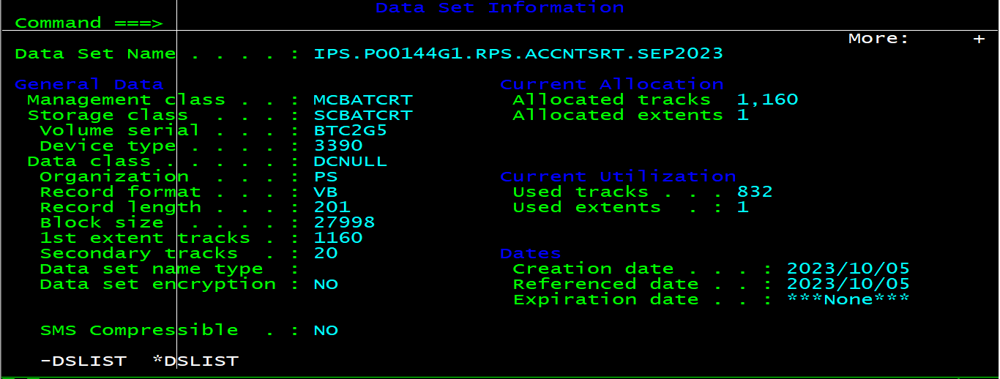 Data Set Information
Command ===>
More:     +
Data Set Name . . . . : IPS.PO0144G1.RPS.ACCNTSRT.SEP2023
General Data                            Current Allocation
Management class . . : MCBATCRT         Allocated tracks  1,160
Storage class  . . . : SCBATCRT         Allocated extents 1
Volume serial . . . : BTC2G5
Device type . . . . : 3390
Data class . . . . . : DCNULL
Organization  . . . : PS                Current Utilization
Record format . . . : VB                Used tracks . . . 832
Record length . . . : 201               Used extents  . : 1
Block size  . . . . : 27998
1st extent tracks . : 1160
Secondary tracks  . : 20                Dates
Data set name type  :                   Creation date . . . : 2023/10/05
Data set encryption : NO                Referenced date . . : 2023/10/05
Expiration date . . : ***None***
SMS Compressible  . : NO
-DSLIST  *DSLIST